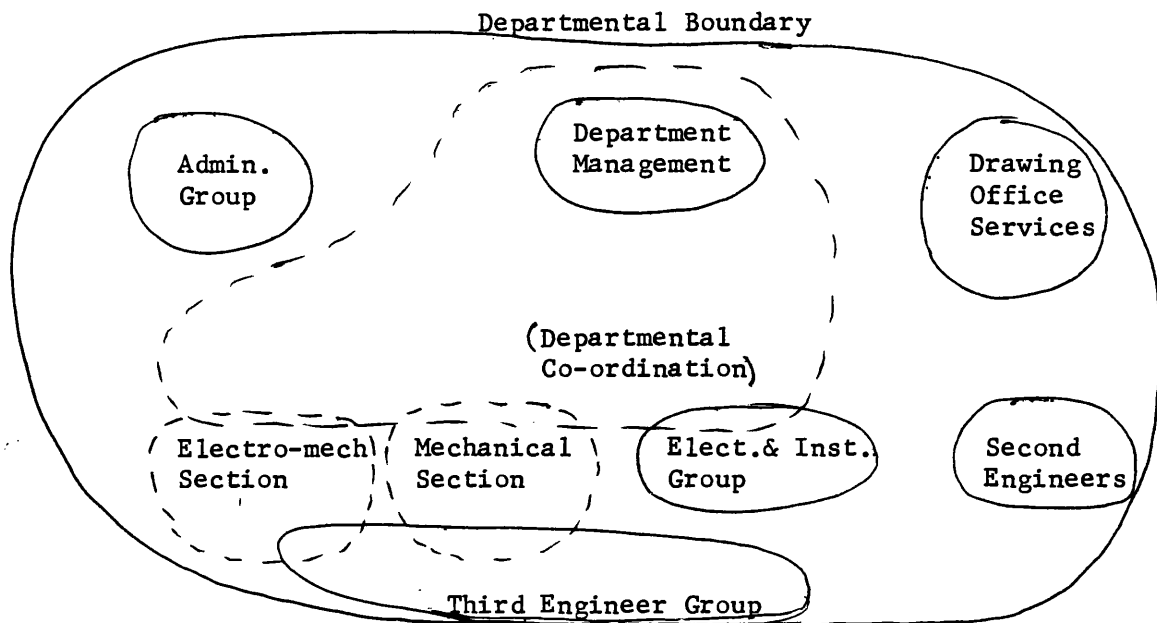 Departmental Boundary
Admin.
Group
Department
Management
Drawing
Office
Services
(Departmental
Co-ordination)
Electro-mech
Section
Mechanical
Section
Elect.& Inst.
Group
Second
Engineers
Third Engineer Group